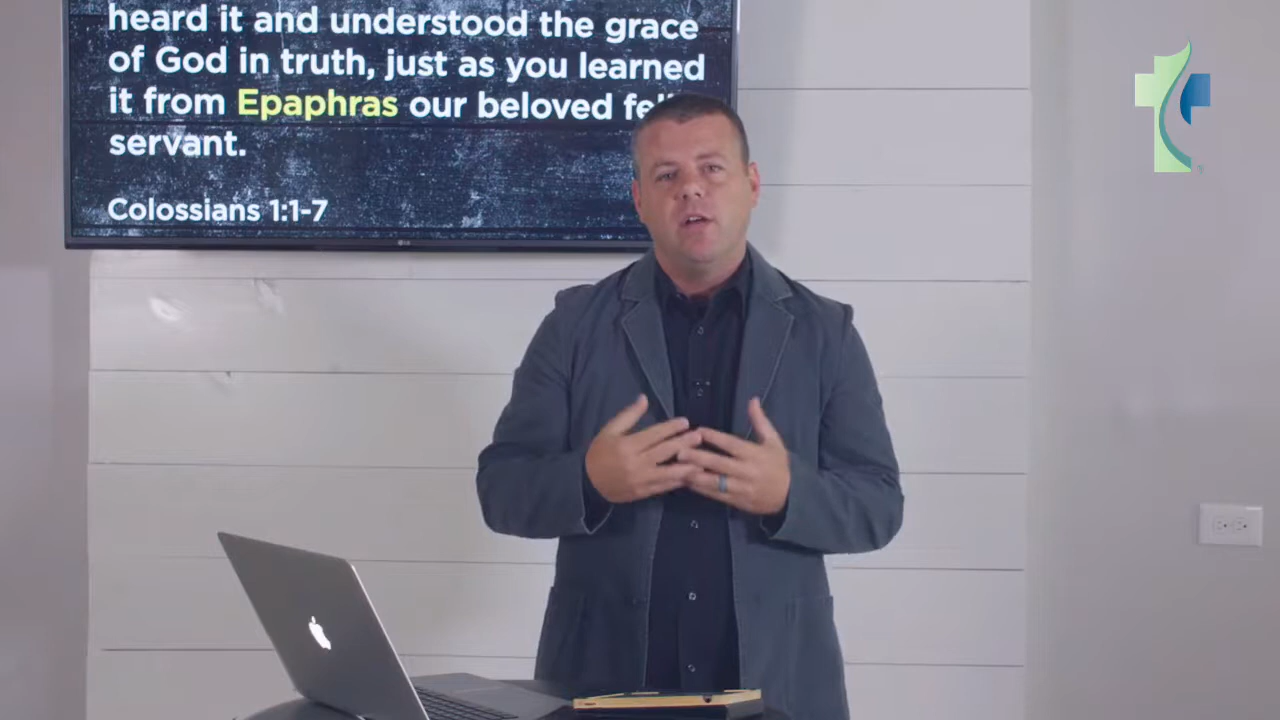 heard it and understood the grace
of God in truth, just as you learned
it from Epaphras our beloved
servant.
Colossians 1:1-7
LG